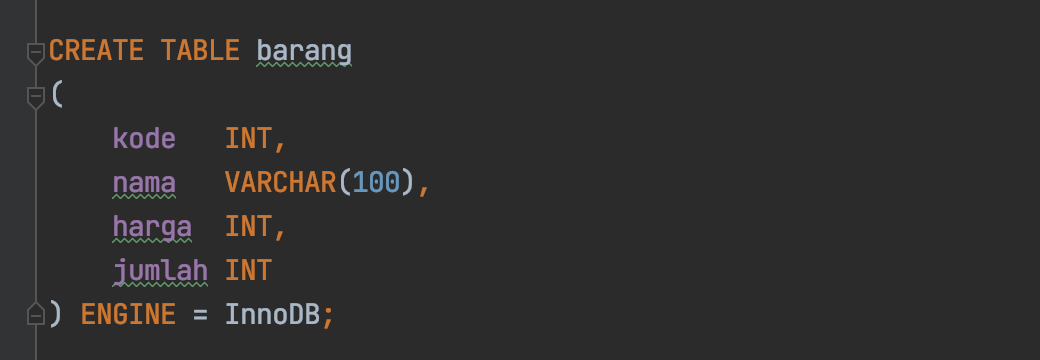 CREATE TABLE barang
(
    kode   INT,
    nama   VARCHAR(100),
    harga  INT,
    jumlah INT
) ENGINE = InnoDB;